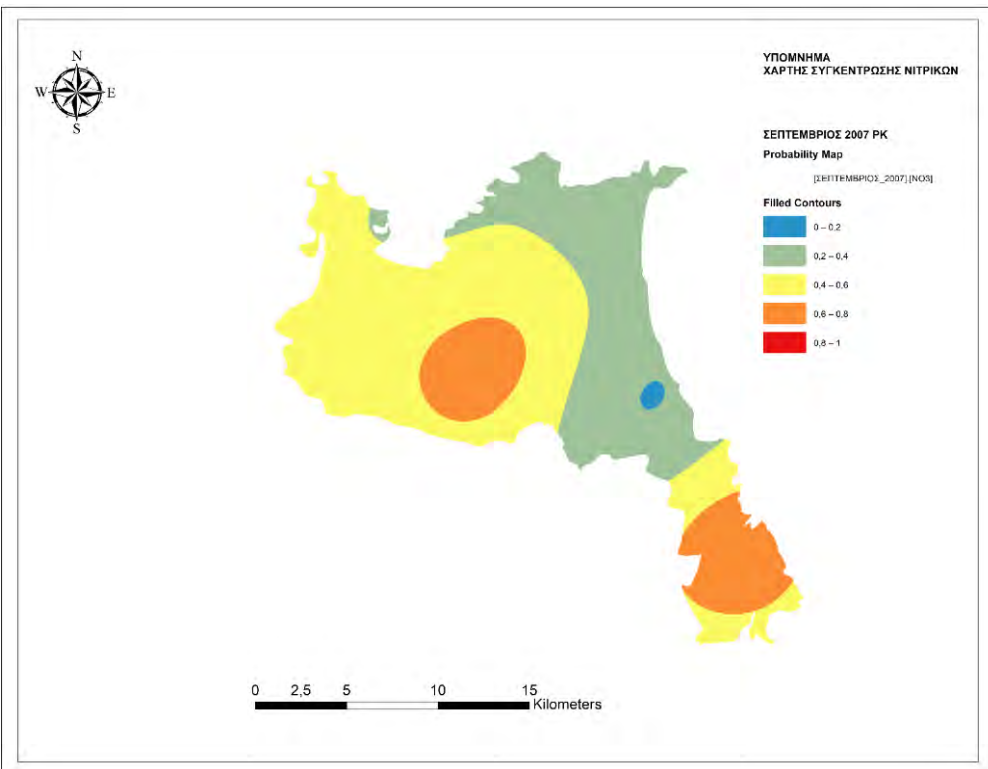 N
W E
S
ΥΠΟΜΝΗΜΑ
ΧΑΡΤΗΣ ΣΥΓΚΕΝΤΡΩΣΗΣ ΝΙΤΡΙΚΩΝ
ΣΕΠΤΕΜΒΡΙΟΣ 2007 PK
Probability Map
[ΣΕΠΤΕΜΒΡΙΟΣ_2007].[NO3]
Filled Contours
0 – 0,2
0,2 – 0,4
0,4 – 0,6
0,6 – 0,8
0,8 – 1
0 2,5 5 10 15
Kilometers